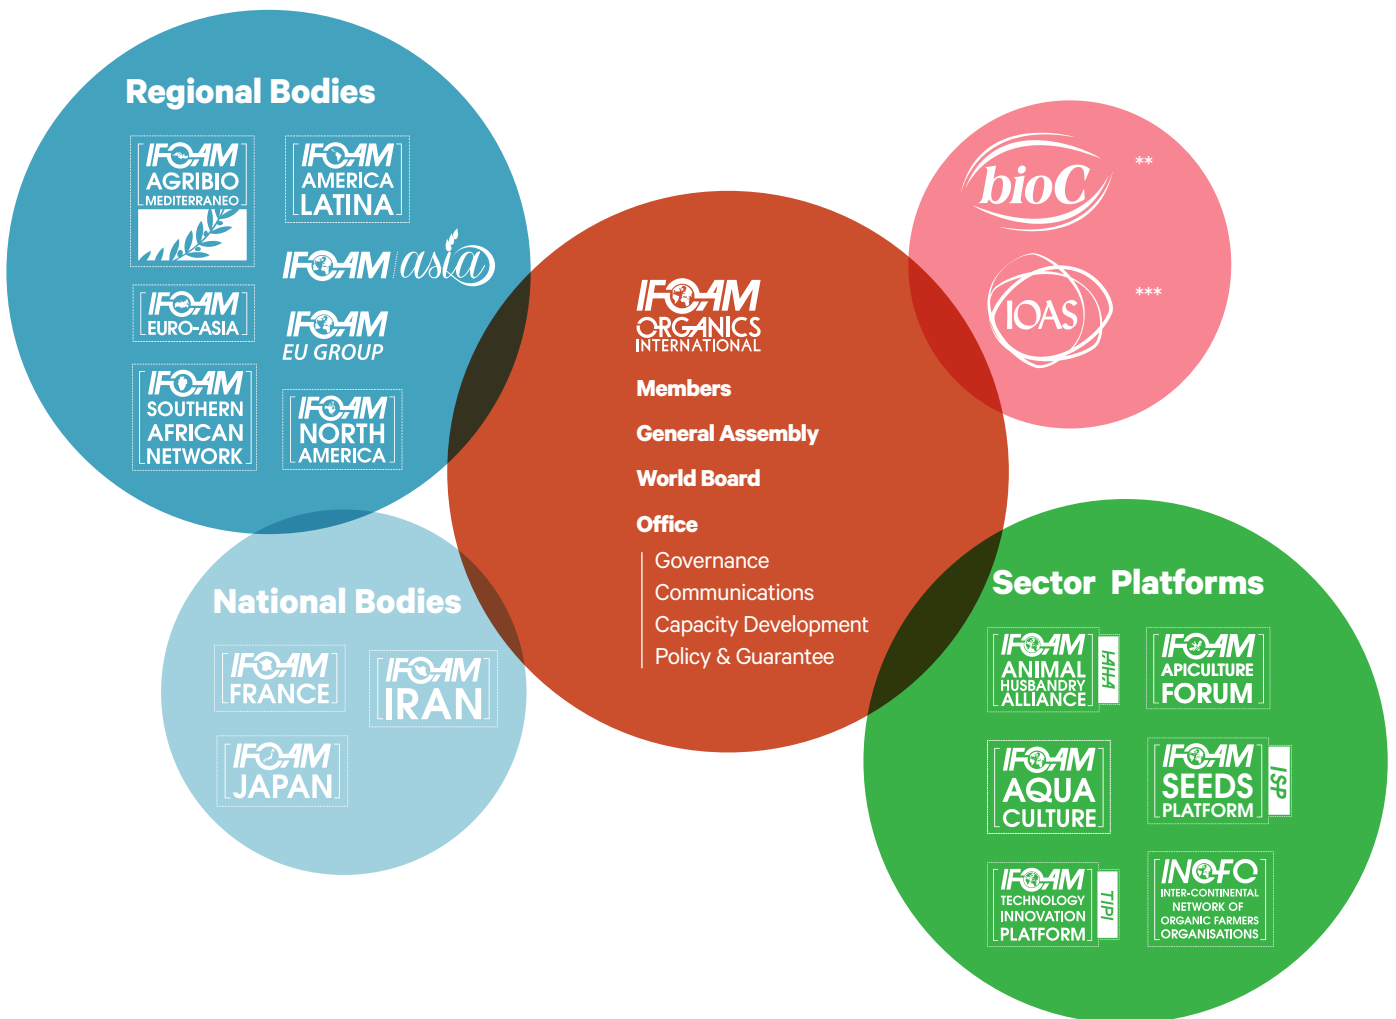 Regional Bodies
IFOAM
AGRIBIO
MEDITERRANEO
IFOAM
AMERICA
LATINA
IFOAM asia
IFOAM
EURO-ASIA
IFOAM
EU GROUP
IFOAM
SOUTHERN
AFRICAN
NETWORK
IFOAM
NORTH
AMERICA
National Bodies
IFOAM
FRANCE
IFOAM
IRAN
IFOAM
JAPAN
IFOAM
ORGANICS
INTERNATIONAL
Members
General Assembly
World Board
Office
Governance
Communications
Capacity Development
Policy & Guarantee
bioC **
IOAS ***
Sector Platforms
IFOAM
ANIMAL
HUSBANDRY
ALLIANCE
IAHA
IFOAM
APICULTURE
FORUM
IFOAM
AQUA
CULTURE
IFOAM
SEEDS
PLATFORM
ISP
IFOAM
TECHNOLOGY
INNOVATION
PLATFORM
TIPI
INOFO
INTER-CONTINENTAL
NETWORK OF
ORGANIC FARMERS
ORGANISATIONS